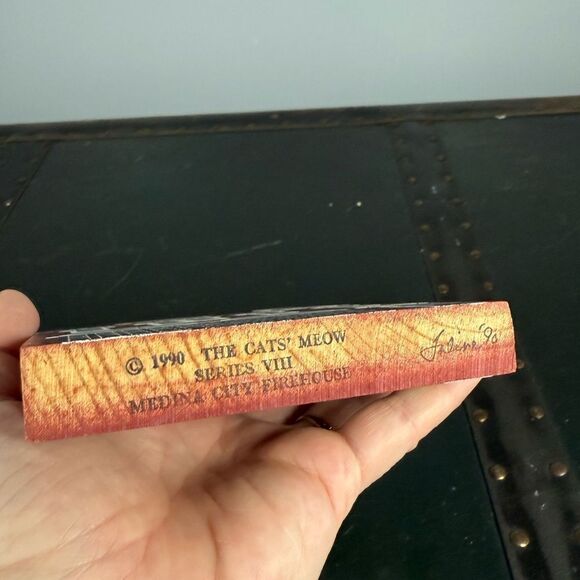 © 1990 THE CATS' MEOW
SERIES VIII
MEDINA CITY FIREHOUSE
Faline '90